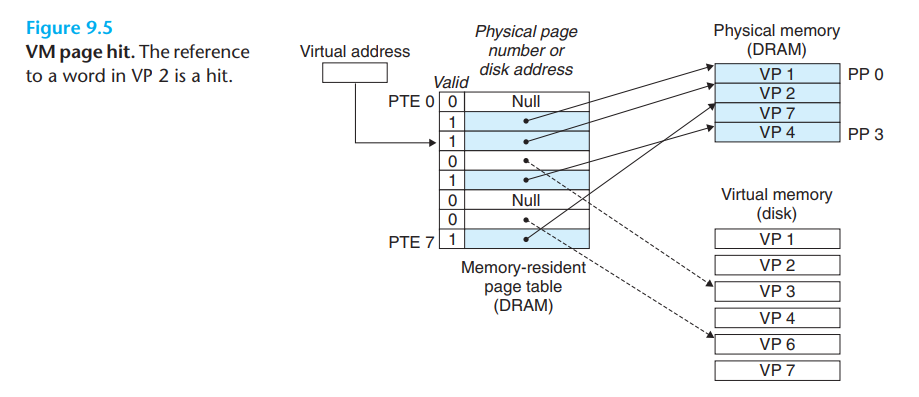 Figure 9.5
VM page hit. The reference
to a word in VP 2 is a hit.
Virtual address
Physical page
number or
disk address
Valid
PTE 0 0 Null
1
1
0
1
0 Null
0
PTE 7 1
Memory-resident
page table
(DRAM)
Physical memory
(DRAM)
VP 1 PP 0
VP 2
VP 7
VP 4 PP 3
Virtual memory
(disk)
VP 1
VP 2
VP 3
VP 4
VP 6
VP 7